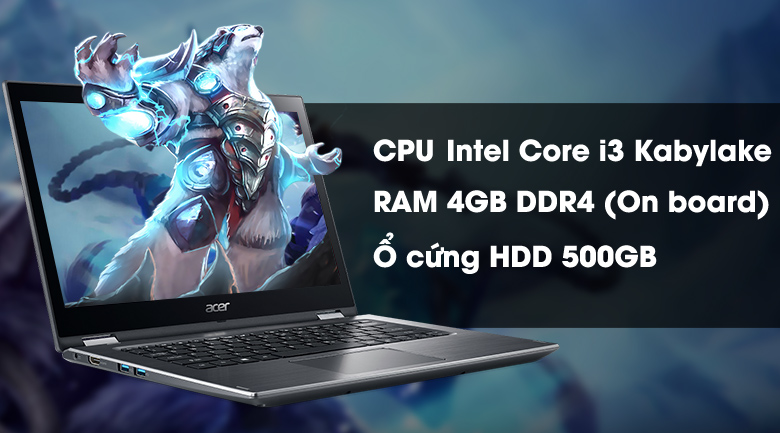 CPU Intel Core i3 Kabylake
RAM 4GB DDR4 (On board)
Ổ cứng HDD 500GB
acer